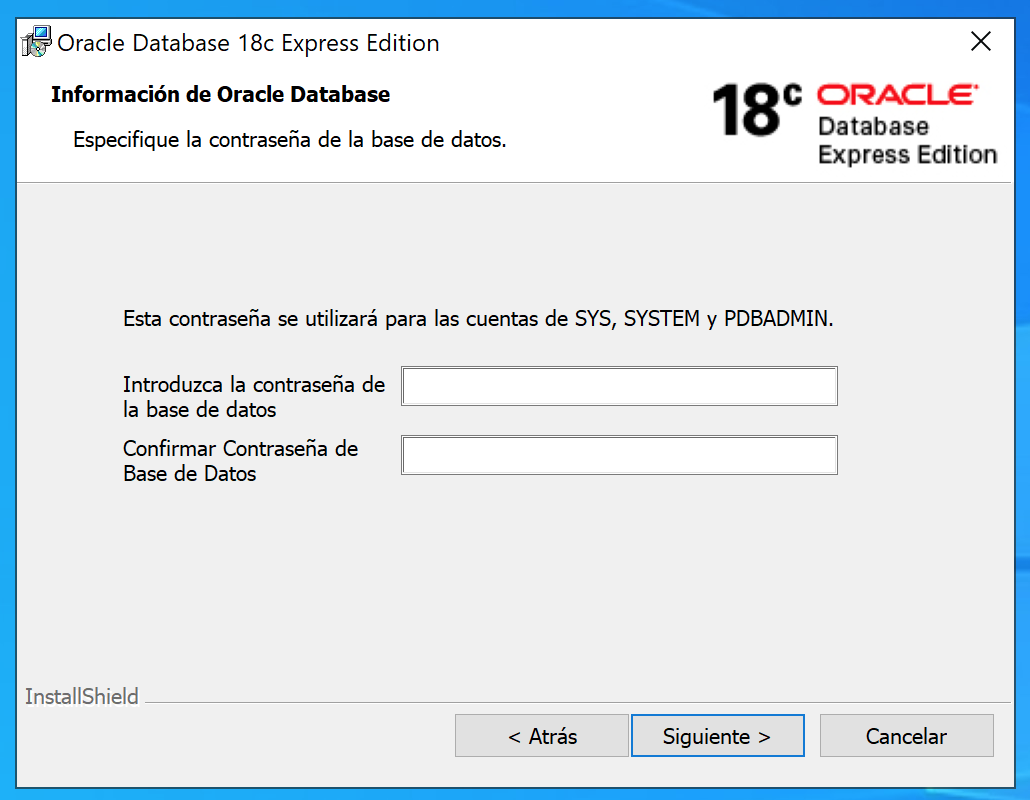 Oracle Database 18c Express Edition
Información de Oracle Database
Especifique la contraseña de la base de datos.
18c ORACLE
Database
Express Edition
Esta contraseña se utilizará para las cuentas de SYS, SYSTEM y PDBADMIN.
Introduzca la contraseña de
la base de datos
Confirmar Contraseña de
Base de Datos
InstallShield
< Atrás
Siguiente >
Cancelar